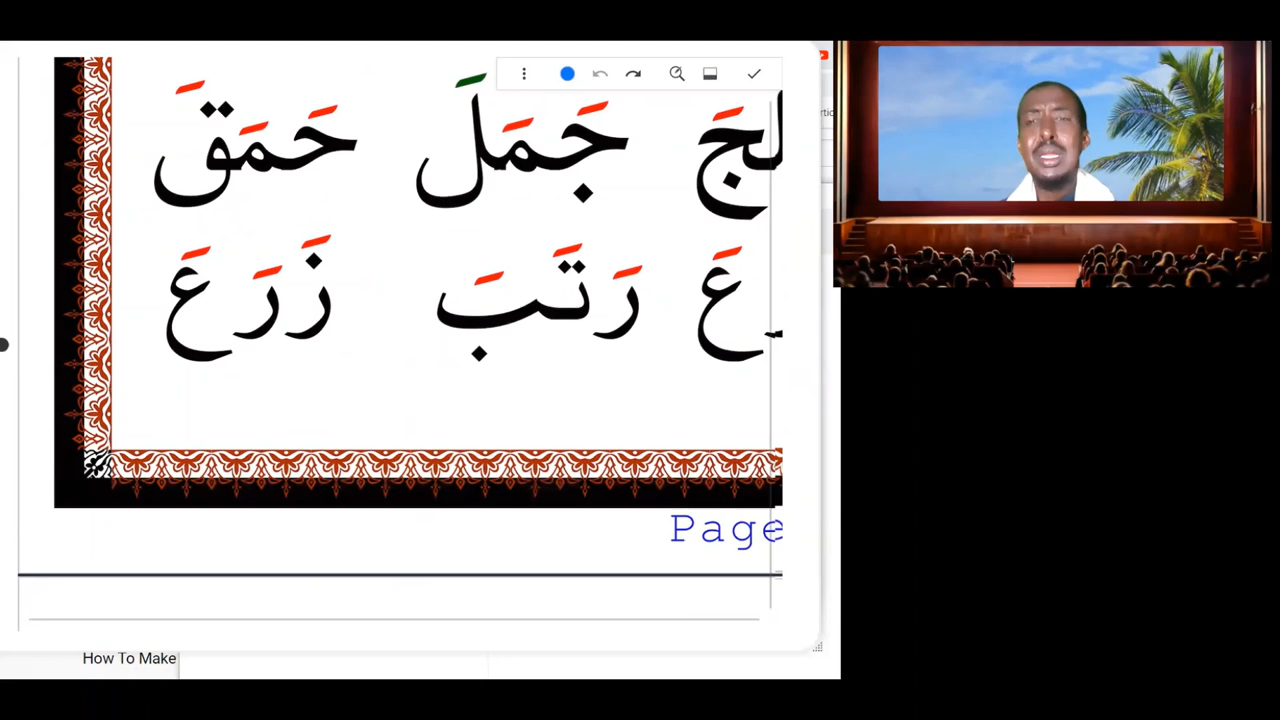 جَمَلَ حَمَقَ
رَتَبَ زَرَعَ
Page
How To Make